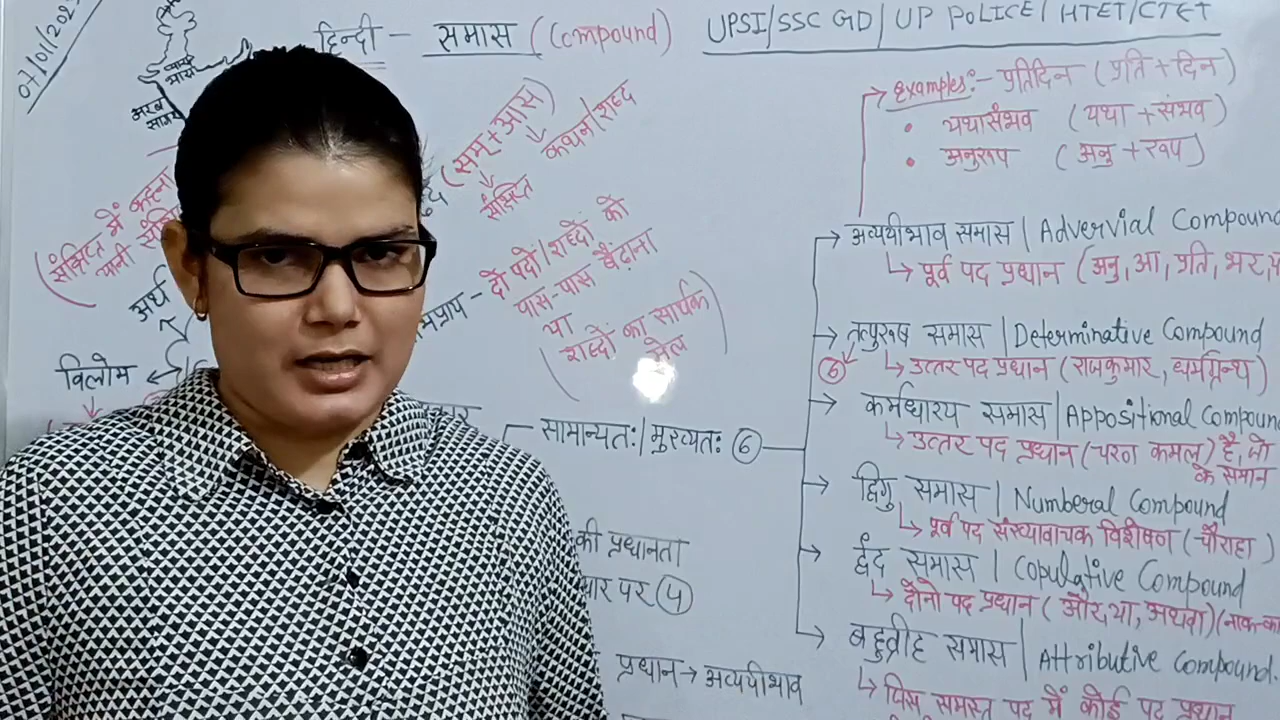 07/01/202
हिन्दी - समास (Compound)
UPSI/SSC GD/UP POLICE/HTET/CTET
अरब
(सम् + आस)
संक्षिप्त
कथन/शब्द
(संक्षिप्त में कहना
यानी
अर्थ
विलोम
दो पदों/शब्दों को
पास-पास बैठाना
या
(शब्दों का सार्थक
मेल)
Examples:- प्रतिदिन (प्रति + दिन)
• यथासंभव (यथा + संभव)
• अनुरूप (अनु + रूप)
सामान्यतः/मुख्यतः 6
अव्ययीभाव समास | Advervial Compound
पूर्व पद प्रधान (अनु, आ, प्रति, भर,
तत्पुरुष समास | Determinative Compound
6 उत्तर पद प्रधान (राजकुमार, धर्मग्रन्थ)
कर्मधारय समास | Appositional Compound
उत्तर पद प्रधान (चरण कमल) है, जो
के समान
द्विगु समास | Numberal Compound
पूर्व पद संख्यावाचक विशेषण (चौराहा)
द्वंद समास | Copulative Compound
दोनो पद प्रधान (और, या, अथवा) (नाक-का
बहुव्रीह समास | Attributive Compound.
जिस समस्त पद में कोई पद प्रधान
की प्रधानता
धार पर 4
प्रधान → अव्ययीभाव